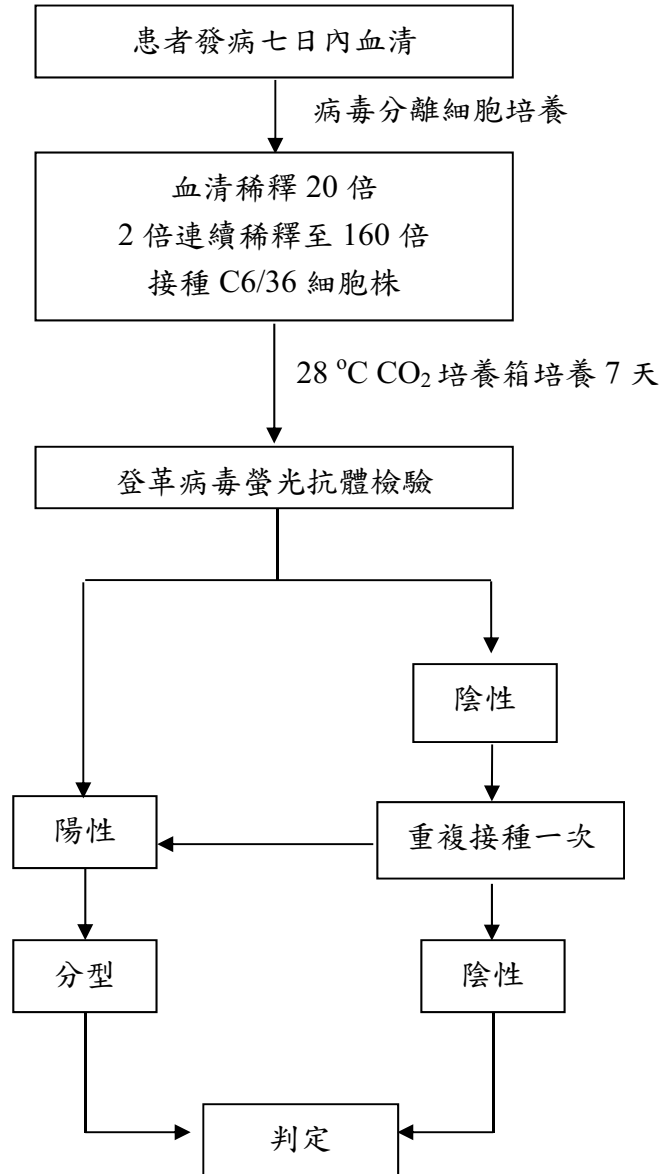 患者發病七日內血清
病毒分離細胞培養
血清稀釋 20 倍
2 倍連續稀釋至 160 倍
接種 C6/36 細胞株
28 °C CO₂ 培養箱培養 7 天
登革病毒螢光抗體檢驗
陰性
陽性
重複接種一次
分型
陰性
判定